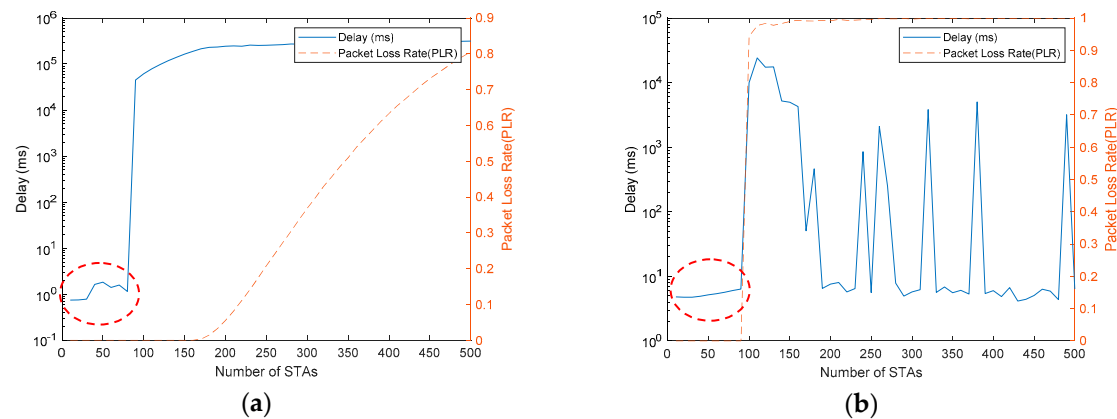 Delay (ms)
Packet Loss Rate(PLR)
10^6
10^5
10^4
10^3
10^2
10^1
10^0
10^-1
0.9
0.8
0.7
0.6
0.5
0.4
0.3
0.2
0.1
0
0 50 100 150 200 250 300 350 400 450 500
Delay (ms)
Packet Loss Rate(PLR)
Number of STAs
(a)
Delay (ms)
Packet Loss Rate(PLR)
10^5
10^4
10^3
10^2
10^1
10^0
1
0.9
0.8
0.7
0.6
0.5
0.4
0.3
0.2
0.1
0
0 50 100 150 200 250 300 350 400 450 500
Delay (ms)
Packet Loss Rate(PLR)
Number of STAs
(b)